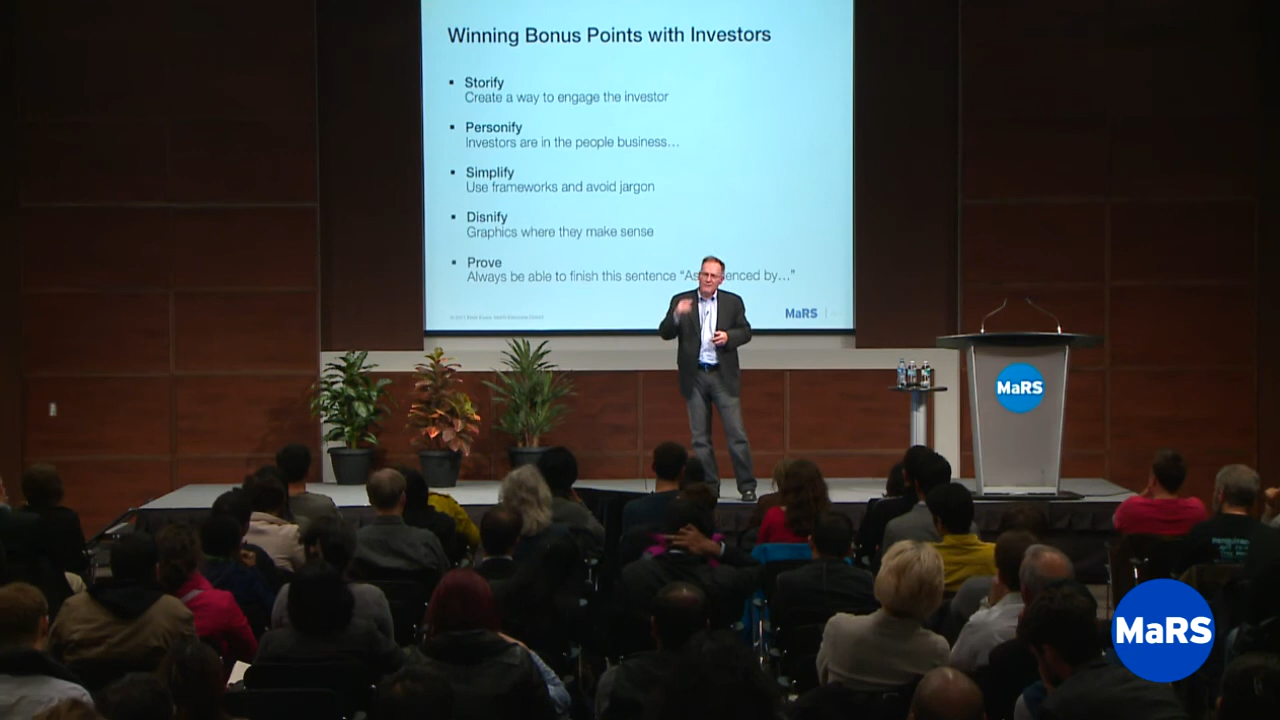 Winning Bonus Points with Investors
▪ Storify
Create a way to engage the investor
▪ Personify
Investors are in the people business...
▪ Simplify
Use frameworks and avoid jargon
▪ Disnify
Graphics where they make sense
▪ Prove
Always be able to finish this sentence “As enced by...”
MaRS
MaRS
MaRS